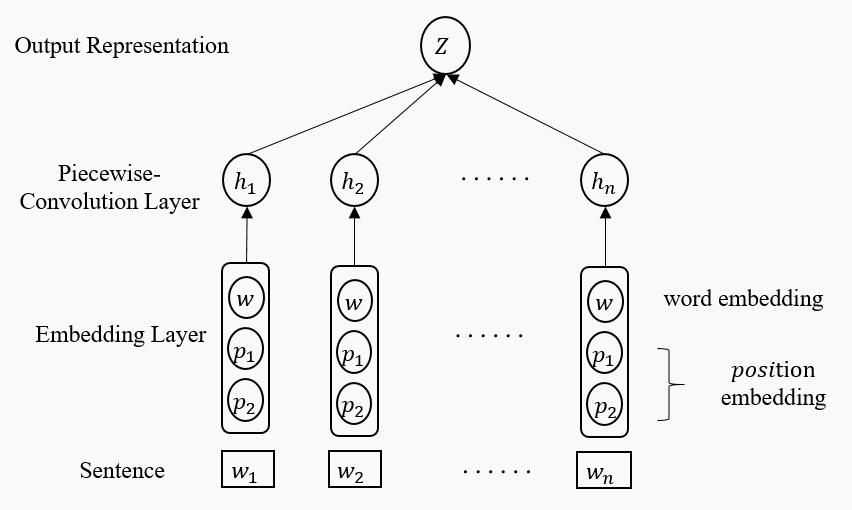 Output Representation
Z
Piecewise-
Convolution Layer
h₁
h₂
......
hₙ
Embedding Layer
w
p₁
p₂
w
p₁
p₂
......
w
p₁
p₂
word embedding
position
embedding
Sentence
w₁
w₂
......
wₙ